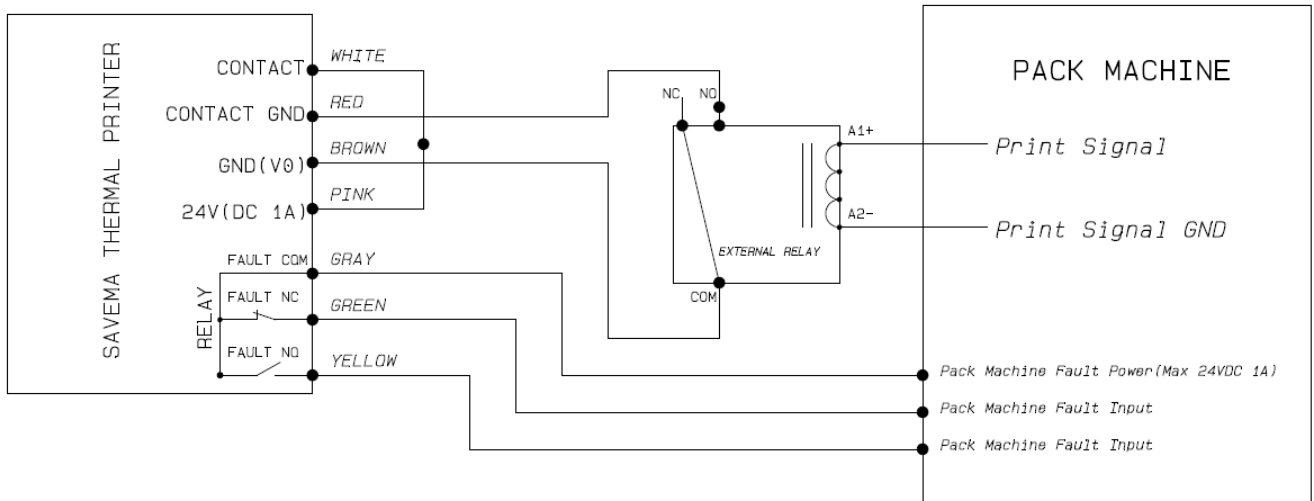 SAVEMA THERMAL PRINTER
CONTACT
WHITE
CONTACT GND
RED
GND(V0)
BROWN
24V(DC 1A)
PINK
FAULT COM
GRAY
RELAY
FAULT NC
GREEN
FAULT NO
YELLOW
NC
NO
A1+
A2-
EXTERNAL RELAY
COM
PACK MACHINE
Print Signal
Print Signal GND
Pack Machine Fault Power(Max 24VDC 1A)
Pack Machine Fault Input
Pack Machine Fault Input